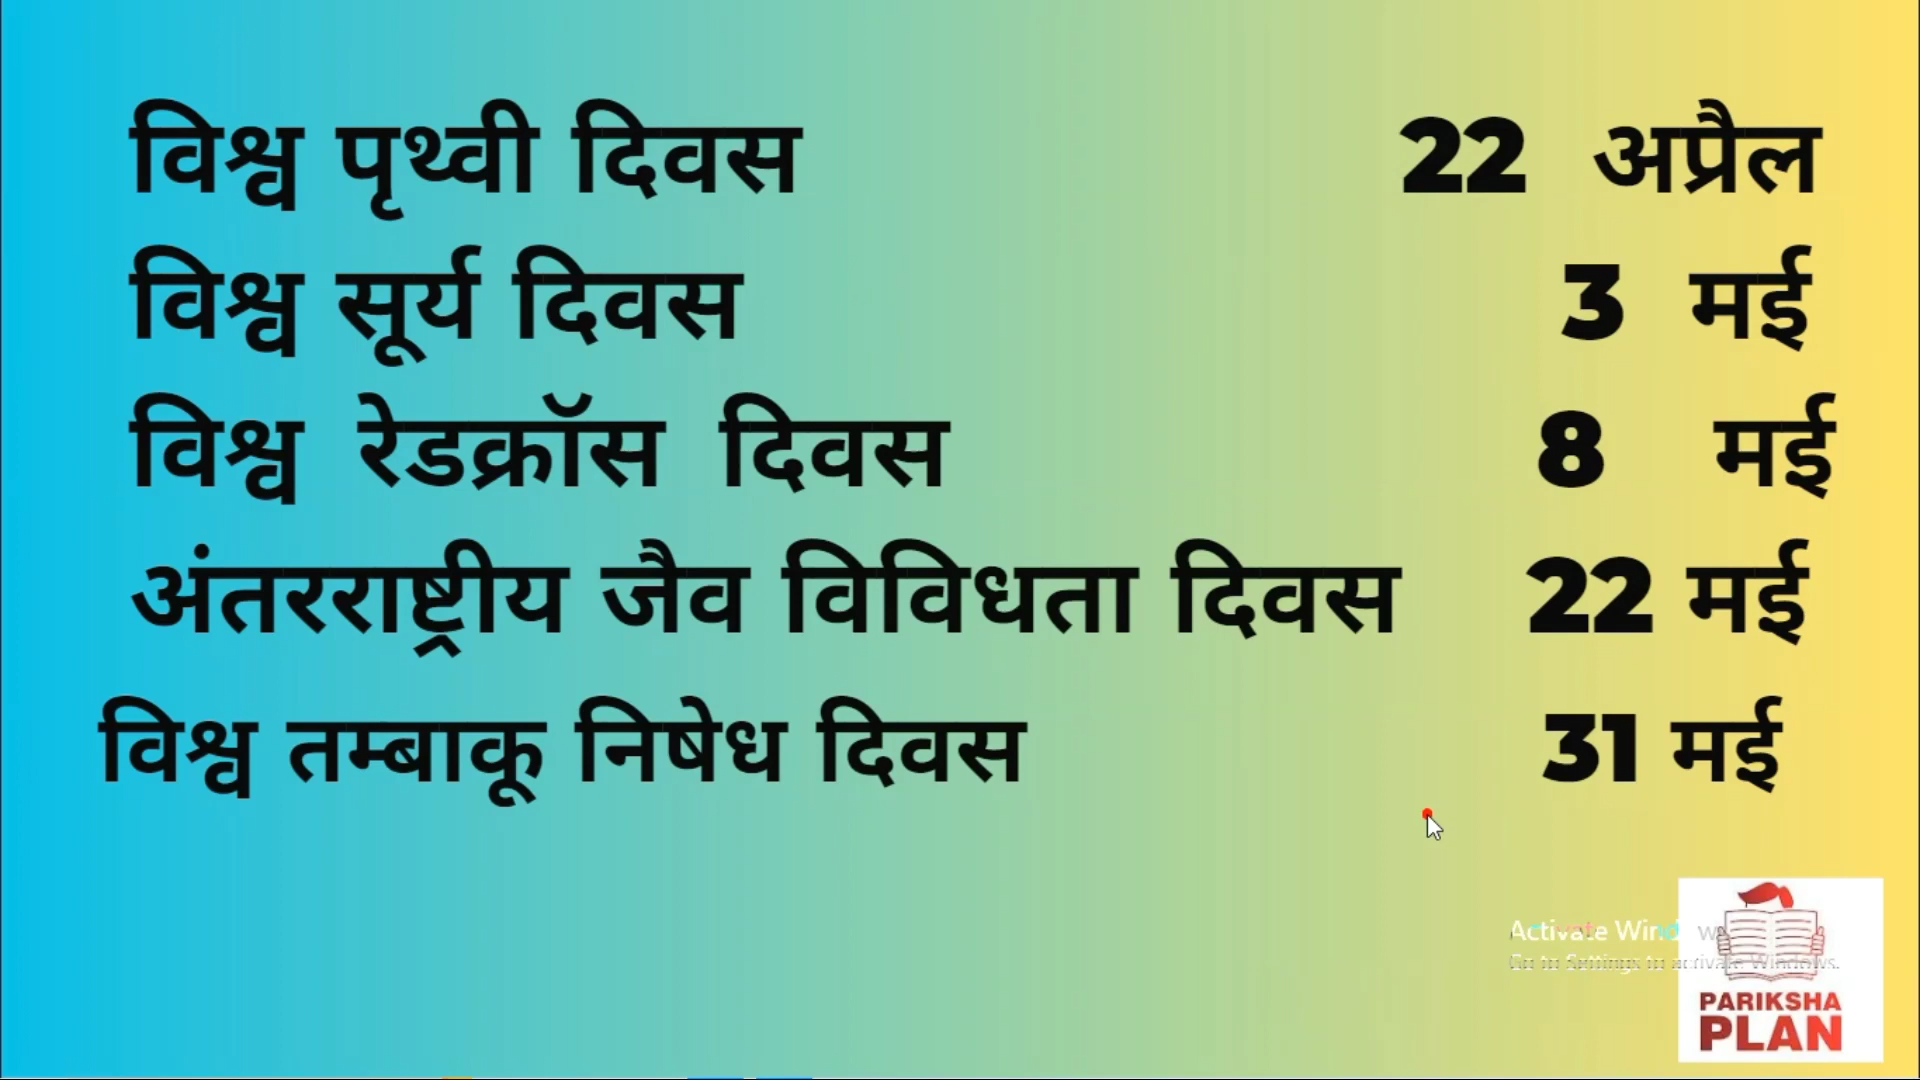 विश्व पृथ्वी दिवस 22 अप्रैल
विश्व सूर्य दिवस 3 मई
विश्व रेडक्रॉस दिवस 8 मई
अंतरराष्ट्रीय जैव विविधता दिवस 22 मई
विश्व तम्बाकू निषेध दिवस 31 मई
Activate Windows
Go to Settings to activate Windows.
PARIKSHA
PLAN